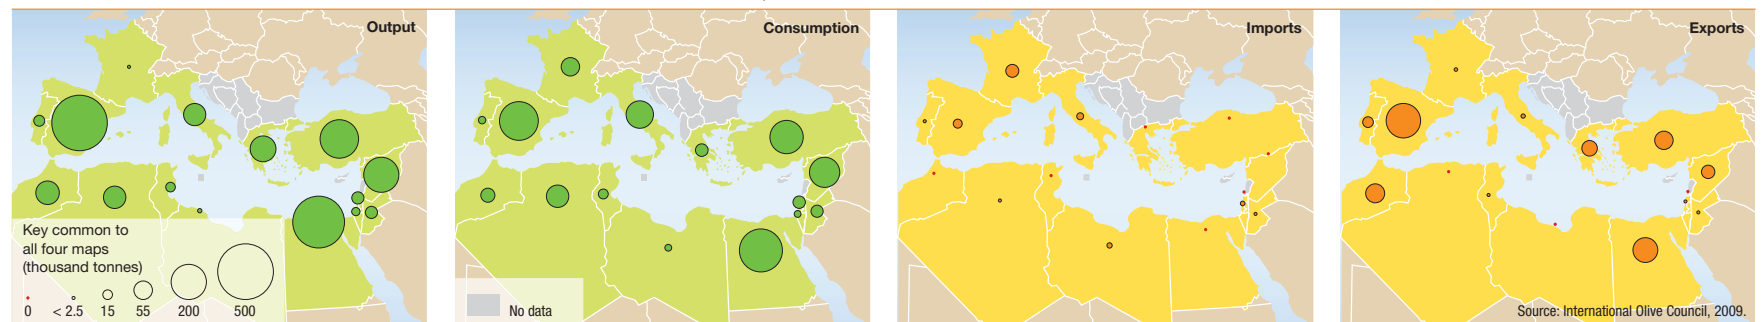 Output
Consumption
Imports
Exports
Key common to
all four maps
(thousand tonnes)
0 < 2.5 15 55 200 500
No data
Source: International Olive Council, 2009.